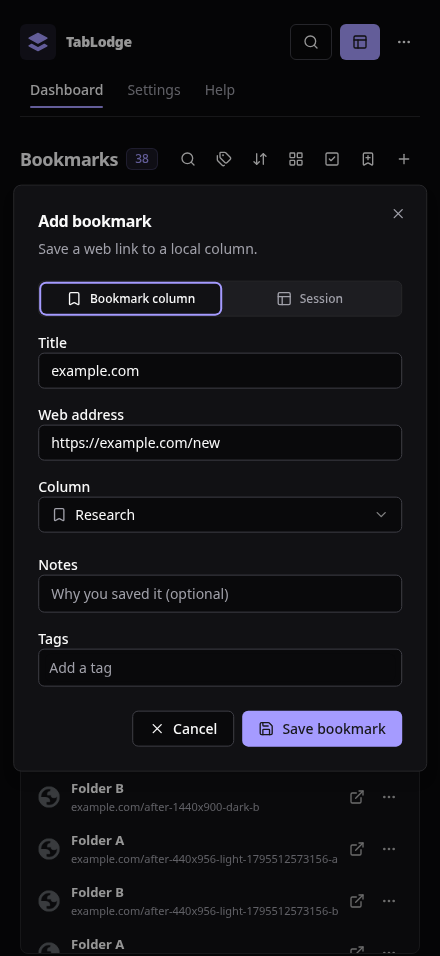 TabLodge
Dashboard Settings Help
Bookmarks 38
Add bookmark
Save a web link to a local column.
Bookmark column Session
Title
example.com
Web address
https://example.com/new
Column
Research
Notes
Why you saved it (optional)
Tags
Add a tag
Cancel Save bookmark
Folder B
example.com/after-1440x900-dark-b
Folder A
example.com/after-440x956-light-1795512573156-a
Folder B
example.com/after-440x956-light-1795512573156-b
Folder A